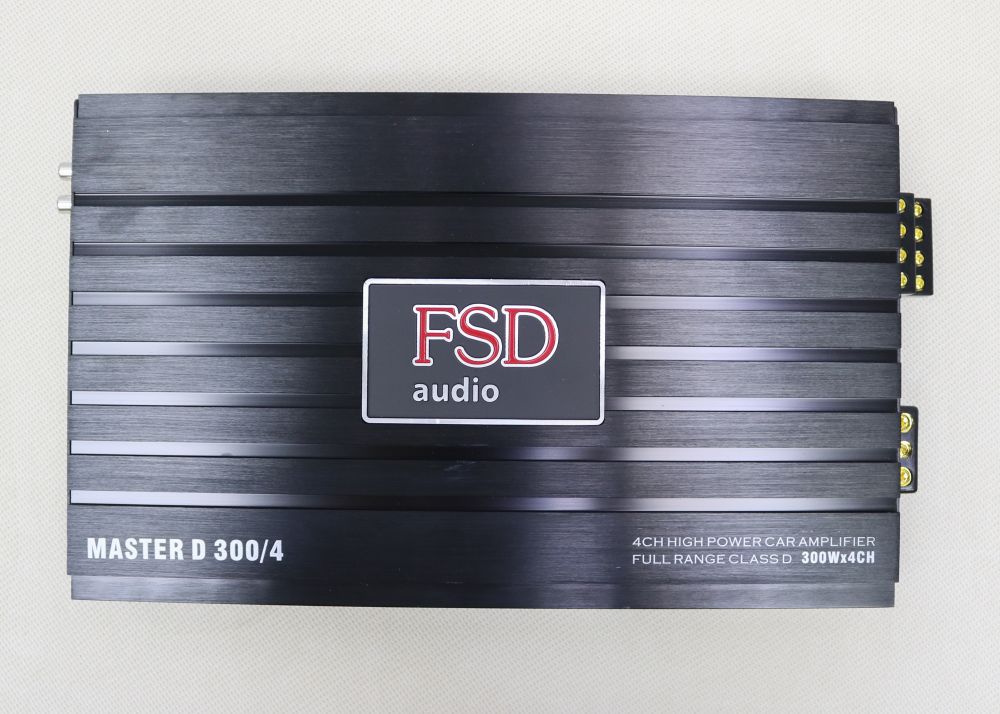 FSD
audio
MASTER D 300/4
4CH HIGH POWER CAR AMPLIFIER
FULL RANGE CLASS D 300Wx4CH